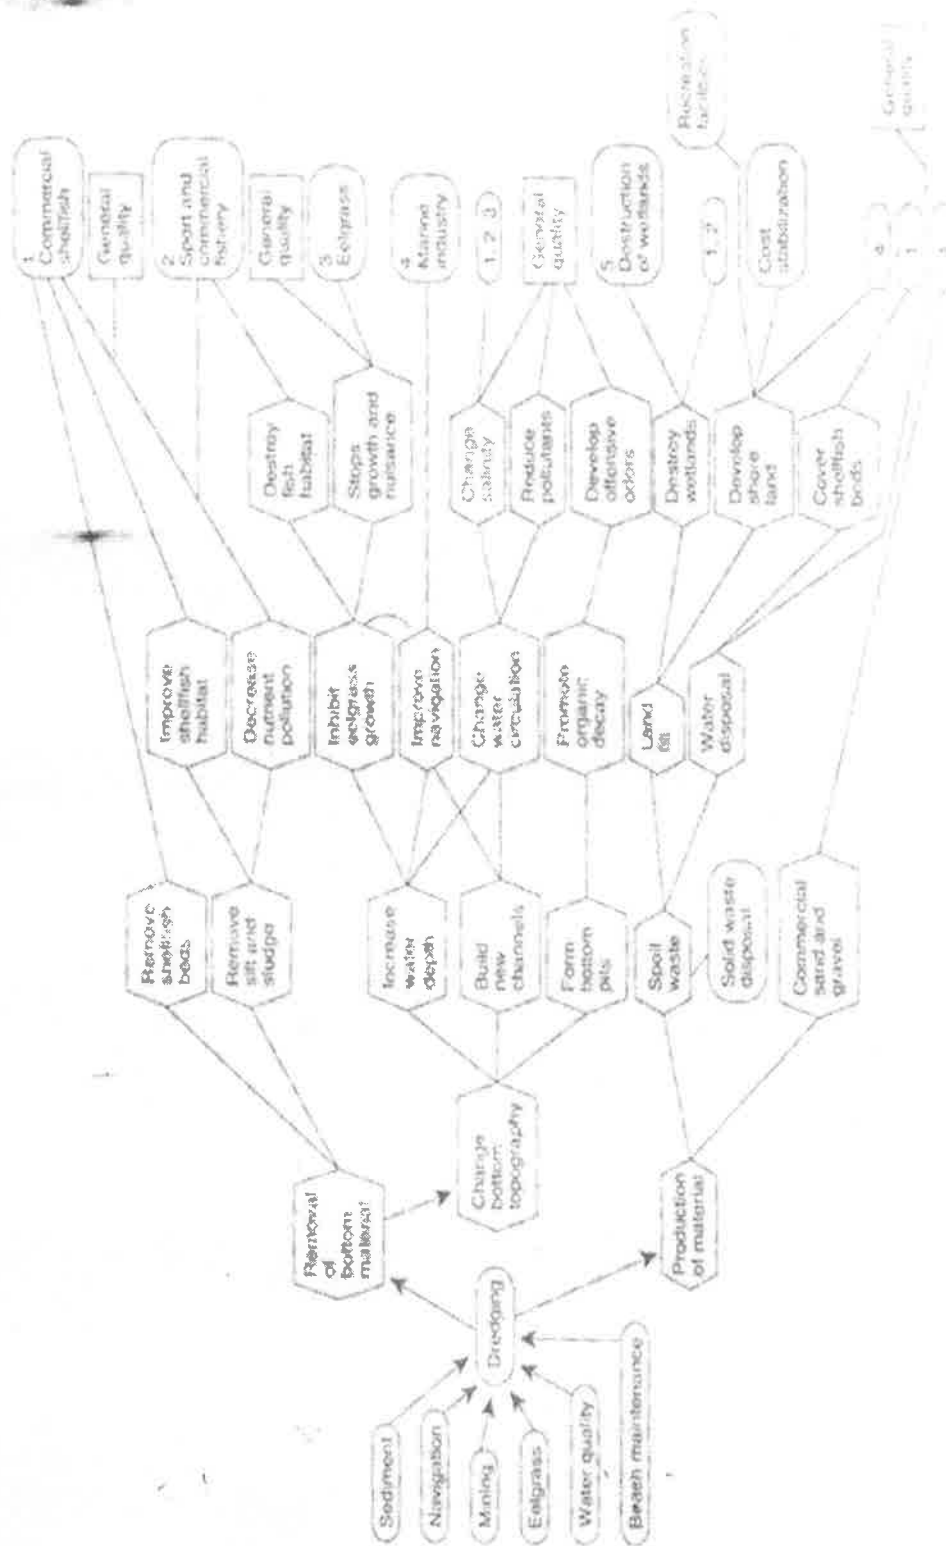 Sediment
Navigation
Mining
Eelgrass
Water quality
Beach maintenance
Dredging
Removal
of
bottom
material
Change
bottom
topography
Production
of material
Remove
shellfish
beds
Remove
silt and
sludge
Increase
water
depth
Build
new
channels
Form
bottom
pits
Spoil
waste
Solid waste
disposal
Commercial
sand and
gravel
Improve
shellfish
habitat
Decrease
nutrient
pollution
Inhibit
eelgrass
growth
Improve
navigation
Change
water
circulation
Promote
organic
decay
Land
fill
Water
disposal
Destroy
fish
habitat
Stops
growth and
nuisance
Change
salinity
Reduce
pollutants
Develop
offensive
odors
Destroy
wetlands
Develop
shore
land
Cover
shellfish
beds
1
Commercial
shellfish
General
quality
2
Sport and
commercial
fishery
General
quality
3
Eelgrass
4
Marine
industry
1, 2, 3
General
quality
5
Destruction
of wetlands
1, 2
Recreation
facilities
Cost
stabilization
4
1
General
quality